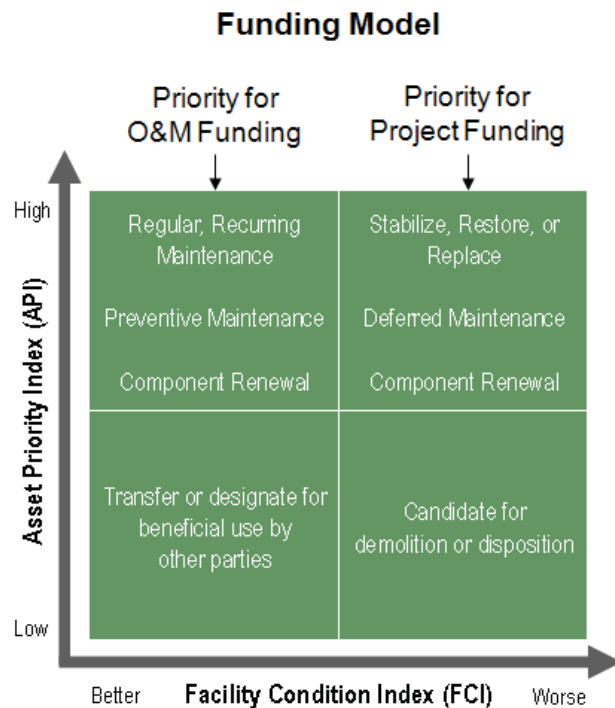 Funding Model
Priority for
O&M Funding
Priority for
Project Funding
High
Regular, Recurring
Maintenance
Preventive Maintenance
Component Renewal
Stabilize, Restore, or
Replace
Deferred Maintenance
Component Renewal
Asset Priority Index (API)
Transfer or designate for
beneficial use by
other parties
Candidate for
demolition or disposition
Low
Better
Facility Condition Index (FCI)
Worse